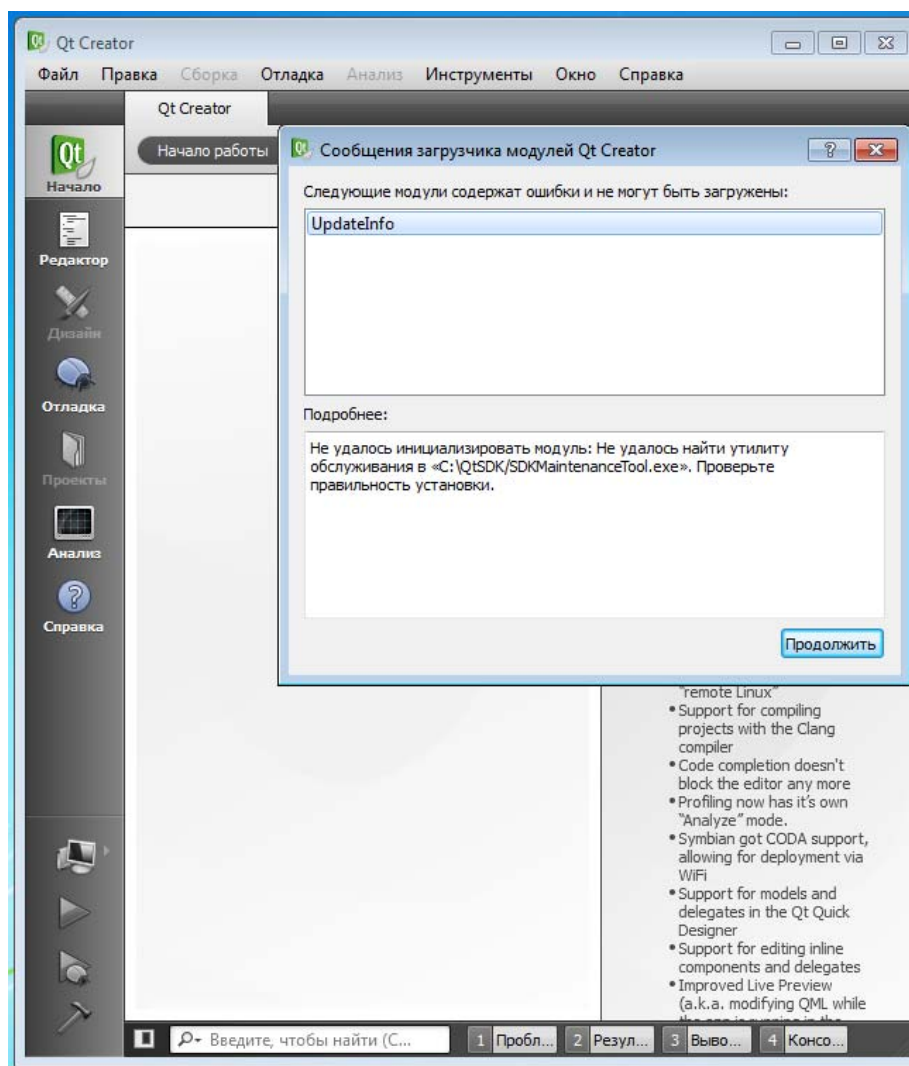 Qt Creator
Файл Правка Сборка Отладка Анализ Инструменты Окно Справка
Qt Creator
Начало работы
Начало
Редактор
Дизайн
Отладка
Проекты
Анализ
Справка
Сообщения загрузчика модулей Qt Creator
Следующие модули содержат ошибки и не могут быть загружены:
UpdateInfo
Подробнее:
Не удалось инициализировать модуль: Не удалось найти утилиту
обслуживания в «C:\QtSDK/SDKMaintenanceTool.exe». Проверьте
правильность установки.
Продолжить
"remote Linux"
•Support for compiling
projects with the Clang
compiler
•Code completion doesn't
block the editor any more
•Profiling now has it's own
"Analyze" mode.
•Symbian got CODA support,
allowing for deployment via
WiFi
•Support for models and
delegates in the Qt Quick
Designer
•Support for editing inline
components and delegates
•Improved Live Preview
(a.k.a. modifying QML while
Введите, чтобы найти (С... 1 Пробл... 2 Резул... 3 Выво... 4 Консо...